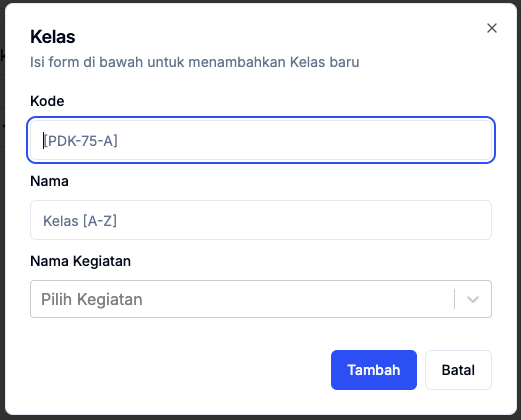 Kelas
Isi form di bawah untuk menambahkan Kelas baru
Kode
[PDK-75-A]
Nama
Kelas [A-Z]
Nama Kegiatan
Pilih Kegiatan
Tambah Batal